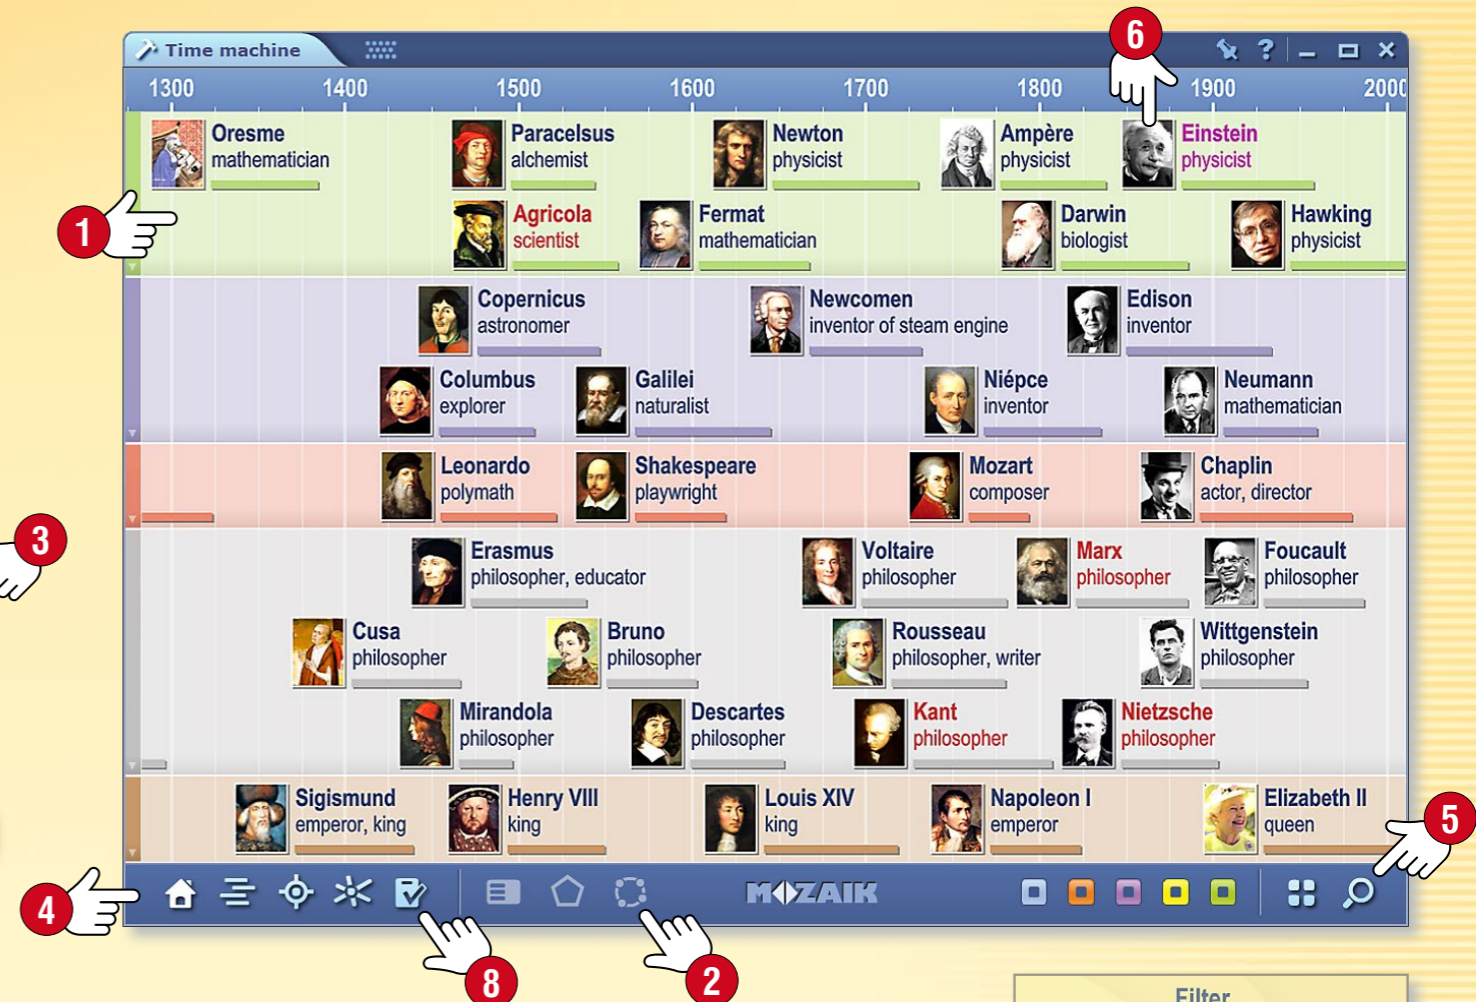 6
Time machine
?
1300 1400 1500 1600 1700 1800 1900 2000
Oresme
mathematician
Paracelsus
alchemist
Newton
physicist
Ampère
physicist
Einstein
physicist
1
Agricola
scientist
Fermat
mathematician
Darwin
biologist
Hawking
physicist
Copernicus
astronomer
Newcomen
inventor of steam engine
Edison
inventor
Columbus
explorer
Galilei
naturalist
Niépce
inventor
Neumann
mathematician
Leonardo
polymath
Shakespeare
playwright
Mozart
composer
Chaplin
actor, director
3
Erasmus
philosopher, educator
Voltaire
philosopher
Marx
philosopher
Foucault
philosopher
Cusa
philosopher
Bruno
philosopher
Rousseau
philosopher, writer
Wittgenstein
philosopher
Mirandola
philosopher
Descartes
philosopher
Kant
philosopher
Nietzsche
philosopher
Sigismund
emperor, king
Henry VIII
king
Louis XIV
king
Napoleon I
emperor
Elizabeth II
queen
5
4
MOZAIK
8
2
Filter